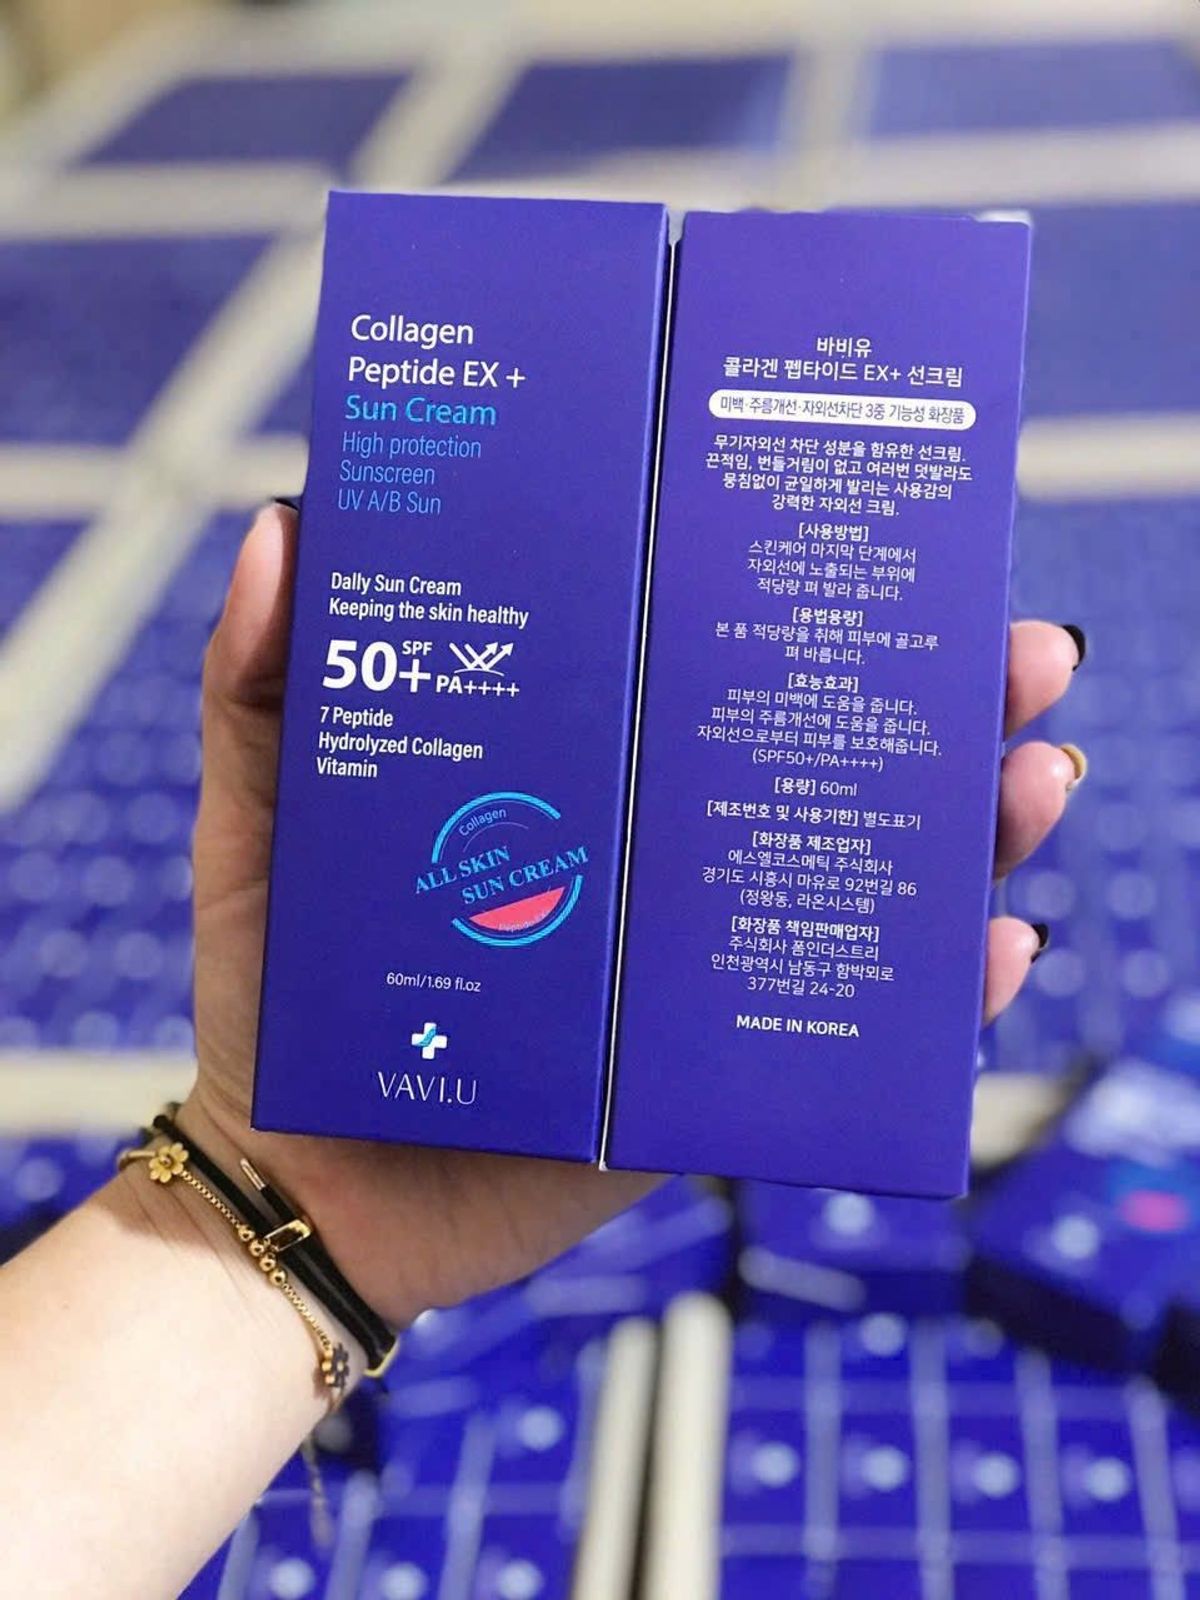 Collagen
Peptide EX +
Sun Cream
High protection
Sunscreen
UV A/B Sun
Dally Sun Cream
Keeping the skin healthy
50+ SPF
PA++++
7 Peptide
Hydrolyzed Collagen
Vitamin
Collagen
ALL SKIN
SUN CREAM
60ml/1.69 fl.oz
VAVI.U
바비유
콜라겐 펩타이드 EX+ 선크림
미백·주름개선·자외선차단 3중 기능성 화장품
무기자외선 차단 성분을 함유한 선크림.
끈적임, 번들거림이 없고 여러번 덧발라도
뭉침없이 균일하게 발리는 사용감의
강력한 자외선 크림.
[사용방법]
스킨케어 마지막 단계에서
자외선에 노출되는 부위에
적당량 펴 발라 줍니다.
[용법용량]
본 품 적당량을 취해 피부에 골고루
펴 바릅니다.
[효능효과]
피부의 미백에 도움을 줍니다.
피부의 주름개선에 도움을 줍니다.
자외선으로부터 피부를 보호해줍니다.
(SPF50+/PA++++)
[용량] 60ml
[제조번호 및 사용기한] 별도표기
[화장품 제조업자]
에스엘코스메틱 주식회사
경기도 시흥시 마유로 92번길 86
(정왕동, 라온시스템)
[화장품 책임판매업자]
주식회사 폼인더스트리
인천광역시 남동구 함박뫼로
377번길 24-20
MADE IN KOREA